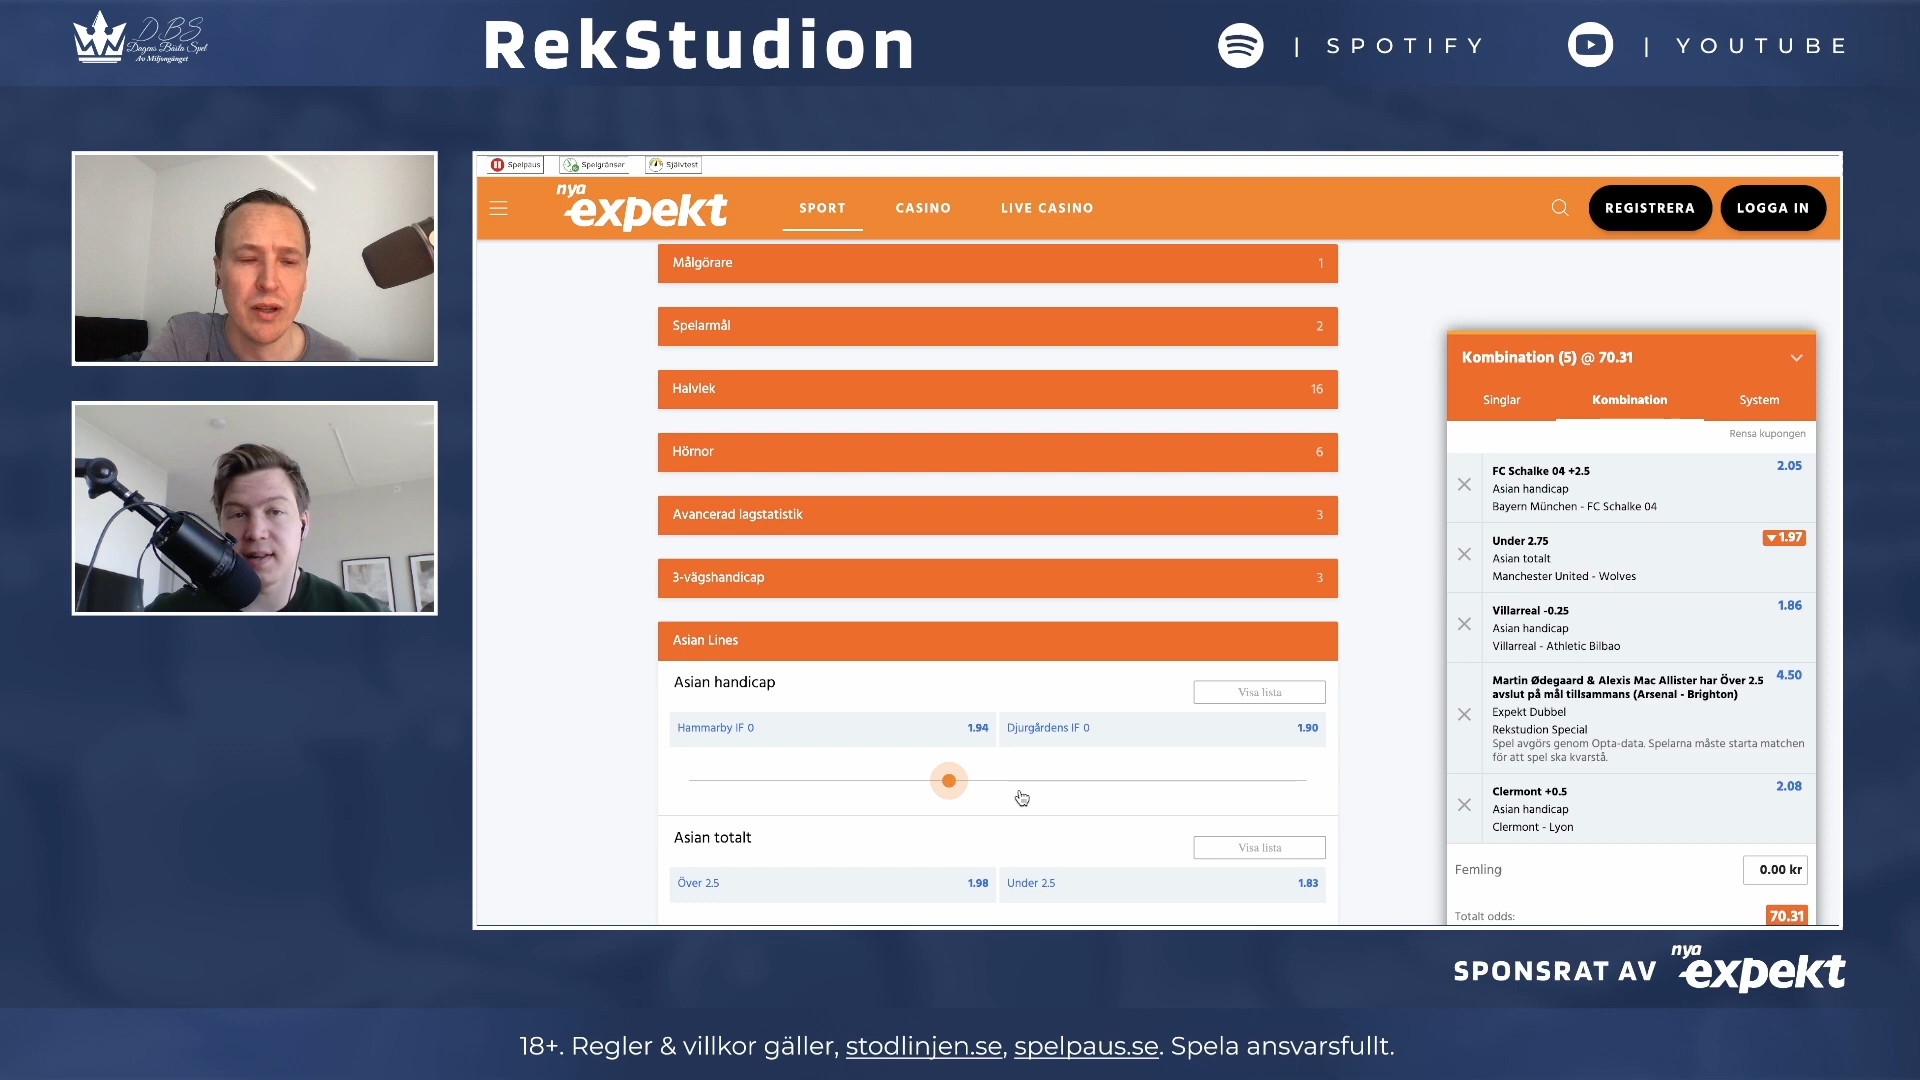 DBS
Dagens Bästa Spel
Av Miljongänget
RekStudion
| SPOTIFY
| YOUTUBE
Spelpaus
Spelgränser
Självtest
nya
expekt
SPORT
CASINO
LIVE CASINO
REGISTRERA
LOGGA IN
Målgörare 1
Spelarmål 2
Halvlek 16
Hörnor 6
Avancerad lagstatistik 3
3-vägshandicap 3
Asian Lines
Asian handicap
Visa lista
Hammarby IF 0 1.94 Djurgårdens IF 0 1.90
Asian totalt
Visa lista
Över 2.5 1.98 Under 2.5 1.83
Kombination (5) @ 70.31
Singlar Kombination System
Rensa kupongen
FC Schalke 04 +2.5 2.05
Asian handicap
Bayern München - FC Schalke 04
Under 2.75 ▼1.97
Asian totalt
Manchester United - Wolves
Villarreal -0.25 1.86
Asian handicap
Villarreal - Athletic Bilbao
Martin Ødegaard & Alexis Mac Allister har Över 2.5 4.50
avslut på mål tillsammans (Arsenal - Brighton)
Expekt Dubbel
Rekstudion Special
Spel avgörs genom Opta-data. Spelarna måste starta matchen
för att spel ska kvarstå.
Clermont +0.5 2.08
Asian handicap
Clermont - Lyon
Femling 0.00 kr
Totalt odds: 70.31
SPONSRAT AV nya expekt
18+. Regler & villkor gäller, stodlinjen.se, spelpaus.se. Spela ansvarsfullt.